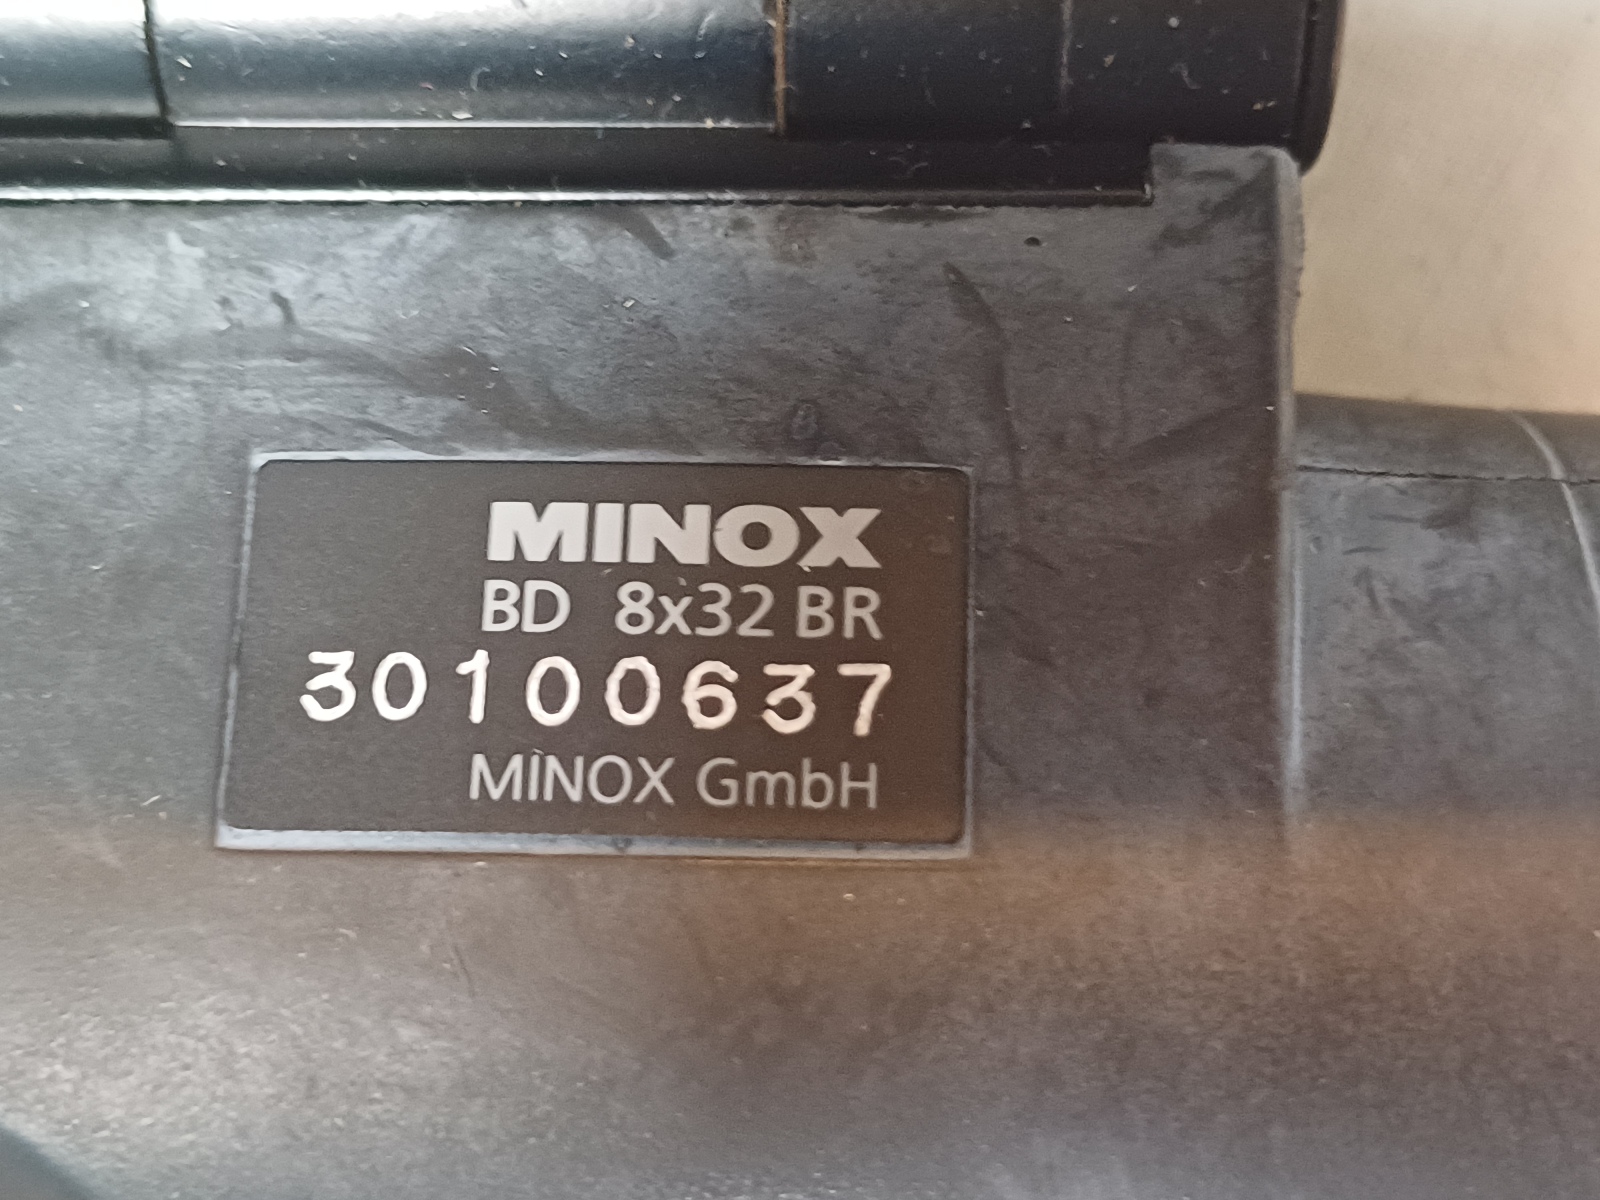 MINOX
BD 8x32 BR
30100637
MINOX GmbH